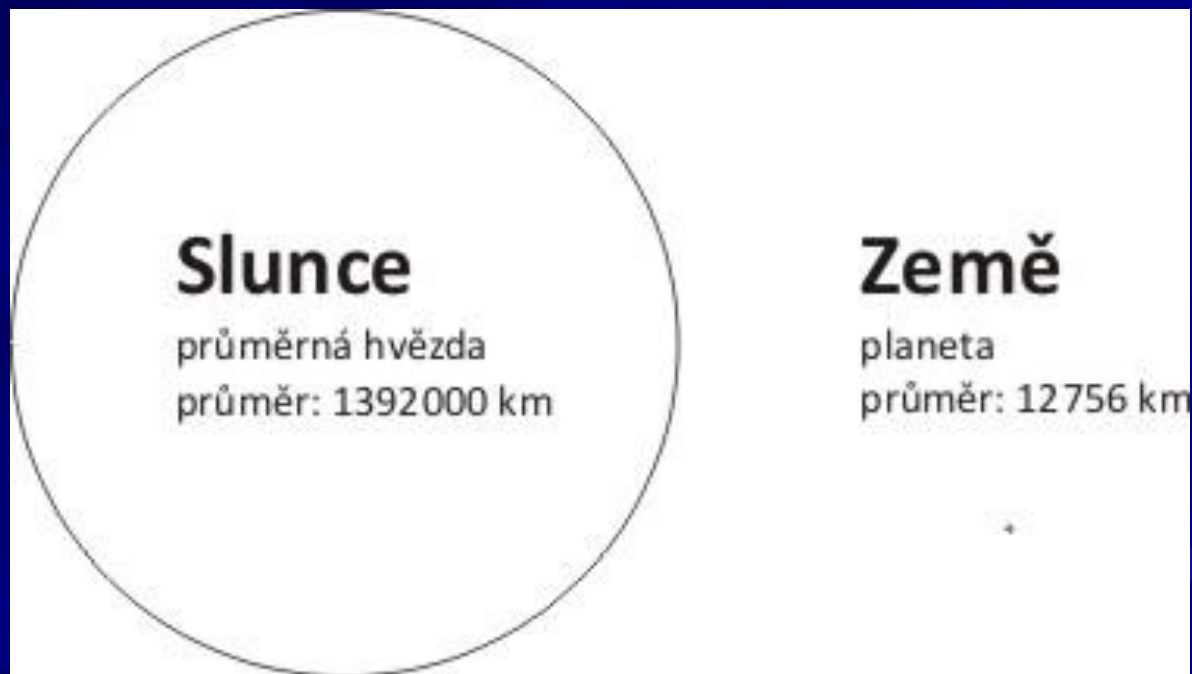 Slunce
průměrná hvězda
průměr: 1392000 km
Země
planeta
průměr: 12756 km